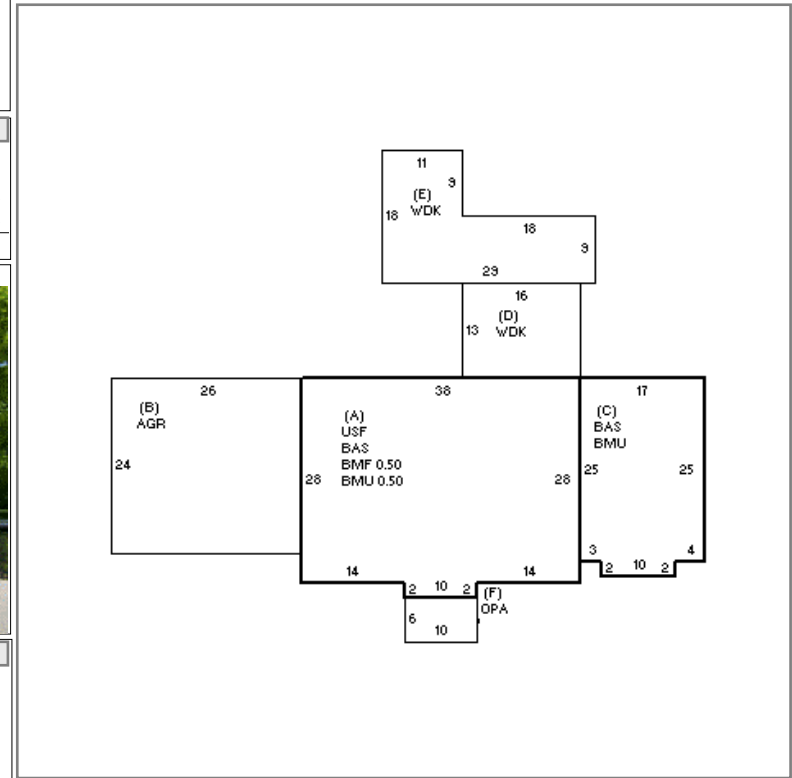 11
9
(E)
WDK
18
18
9
29
16
(D)
13 WDK
26
38
17
(B)
AGR
(A)
USF
BAS
BMF 0.50
BMU 0.50
(C)
BAS
BMU
24
28
28
25
25
3
4
14
14
2 10 2
2 10 2
(F)
OPA
6
10